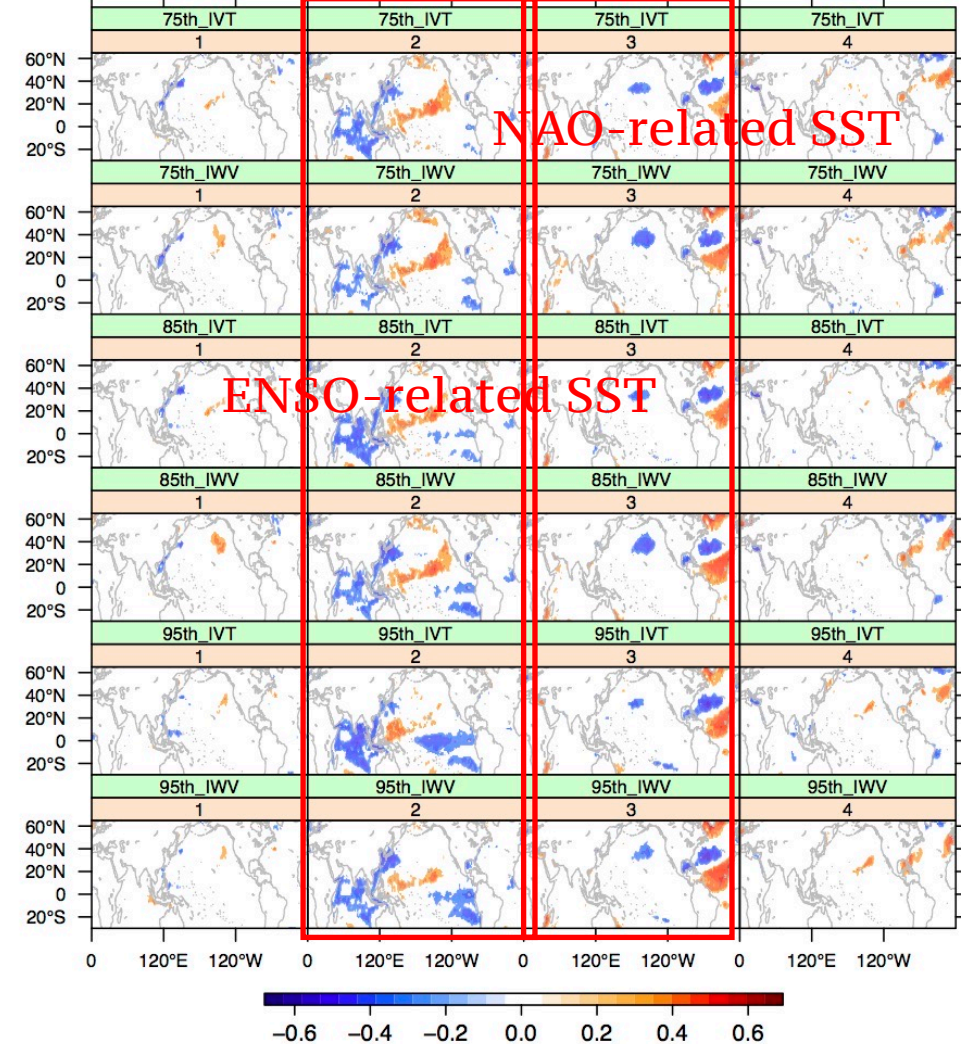 75th_IVT 75th_IVT 75th_IVT 75th_IVT
1 2 3 4
60°N
40°N
20°N
0
20°S
NAO-related SST
75th_IWV 75th_IWV 75th_IWV 75th_IWV
1 2 3 4
60°N
40°N
20°N
0
20°S
85th_IVT 85th_IVT 85th_IVT 85th_IVT
1 2 3 4
60°N
40°N
20°N
0
20°S
ENSO-related SST
85th_IWV 85th_IWV 85th_IWV 85th_IWV
1 2 3 4
60°N
40°N
20°N
0
20°S
95th_IVT 95th_IVT 95th_IVT 95th_IVT
1 2 3 4
60°N
40°N
20°N
0
20°S
95th_IWV 95th_IWV 95th_IWV 95th_IWV
1 2 3 4
60°N
40°N
20°N
0
20°S
0 120°E 120°W 0 120°E 120°W 0 120°E 120°W 0 120°E 120°W
−0.6 −0.4 −0.2 0.0 0.2 0.4 0.6